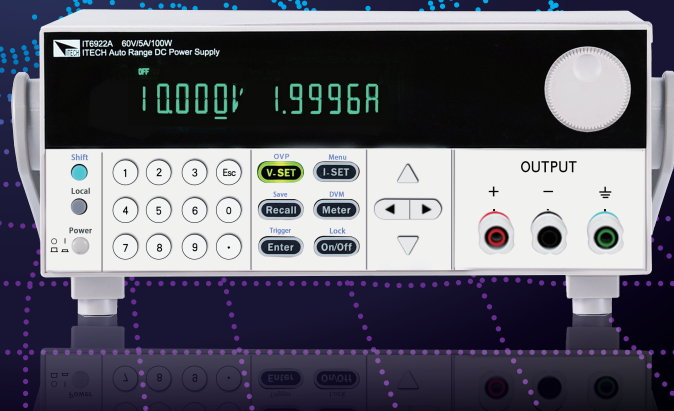 ITECH
IT6922A 60V/5A/100W
ITECH Auto Range DC Power Supply
OFF
10.000V 1.9996A
Shift
Local
Power
1 2 3 Esc
4 5 6 0
7 8 9 .
OVP Menu
V-SET I-SET
Save DVM
Recall Meter
Trigger Lock
Enter On/Off
OUTPUT
+ −